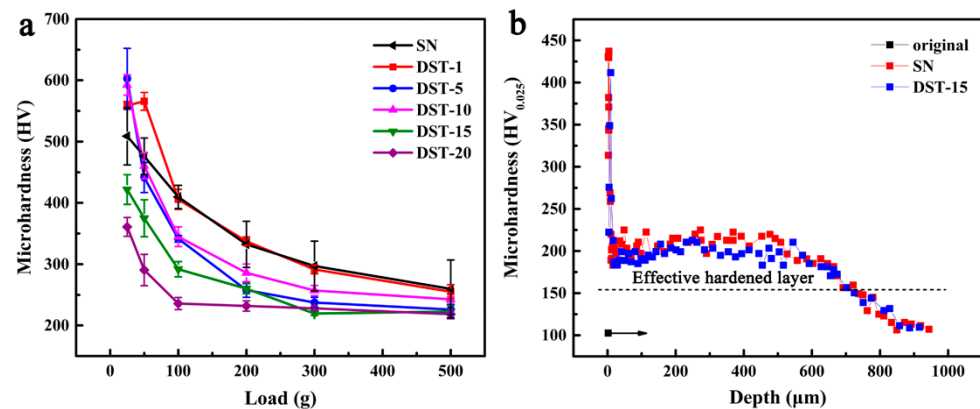 a
700
600
500
400
300
200
Microhardness (HV)
0
100
200
300
400
500
Load (g)
SN
DST-1
DST-5
DST-10
DST-15
DST-20
b
450
400
350
300
250
200
150
100
Microhardness (HV0.025)
0
200
400
600
800
1000
Depth (μm)
original
SN
DST-15
Effective hardened layer